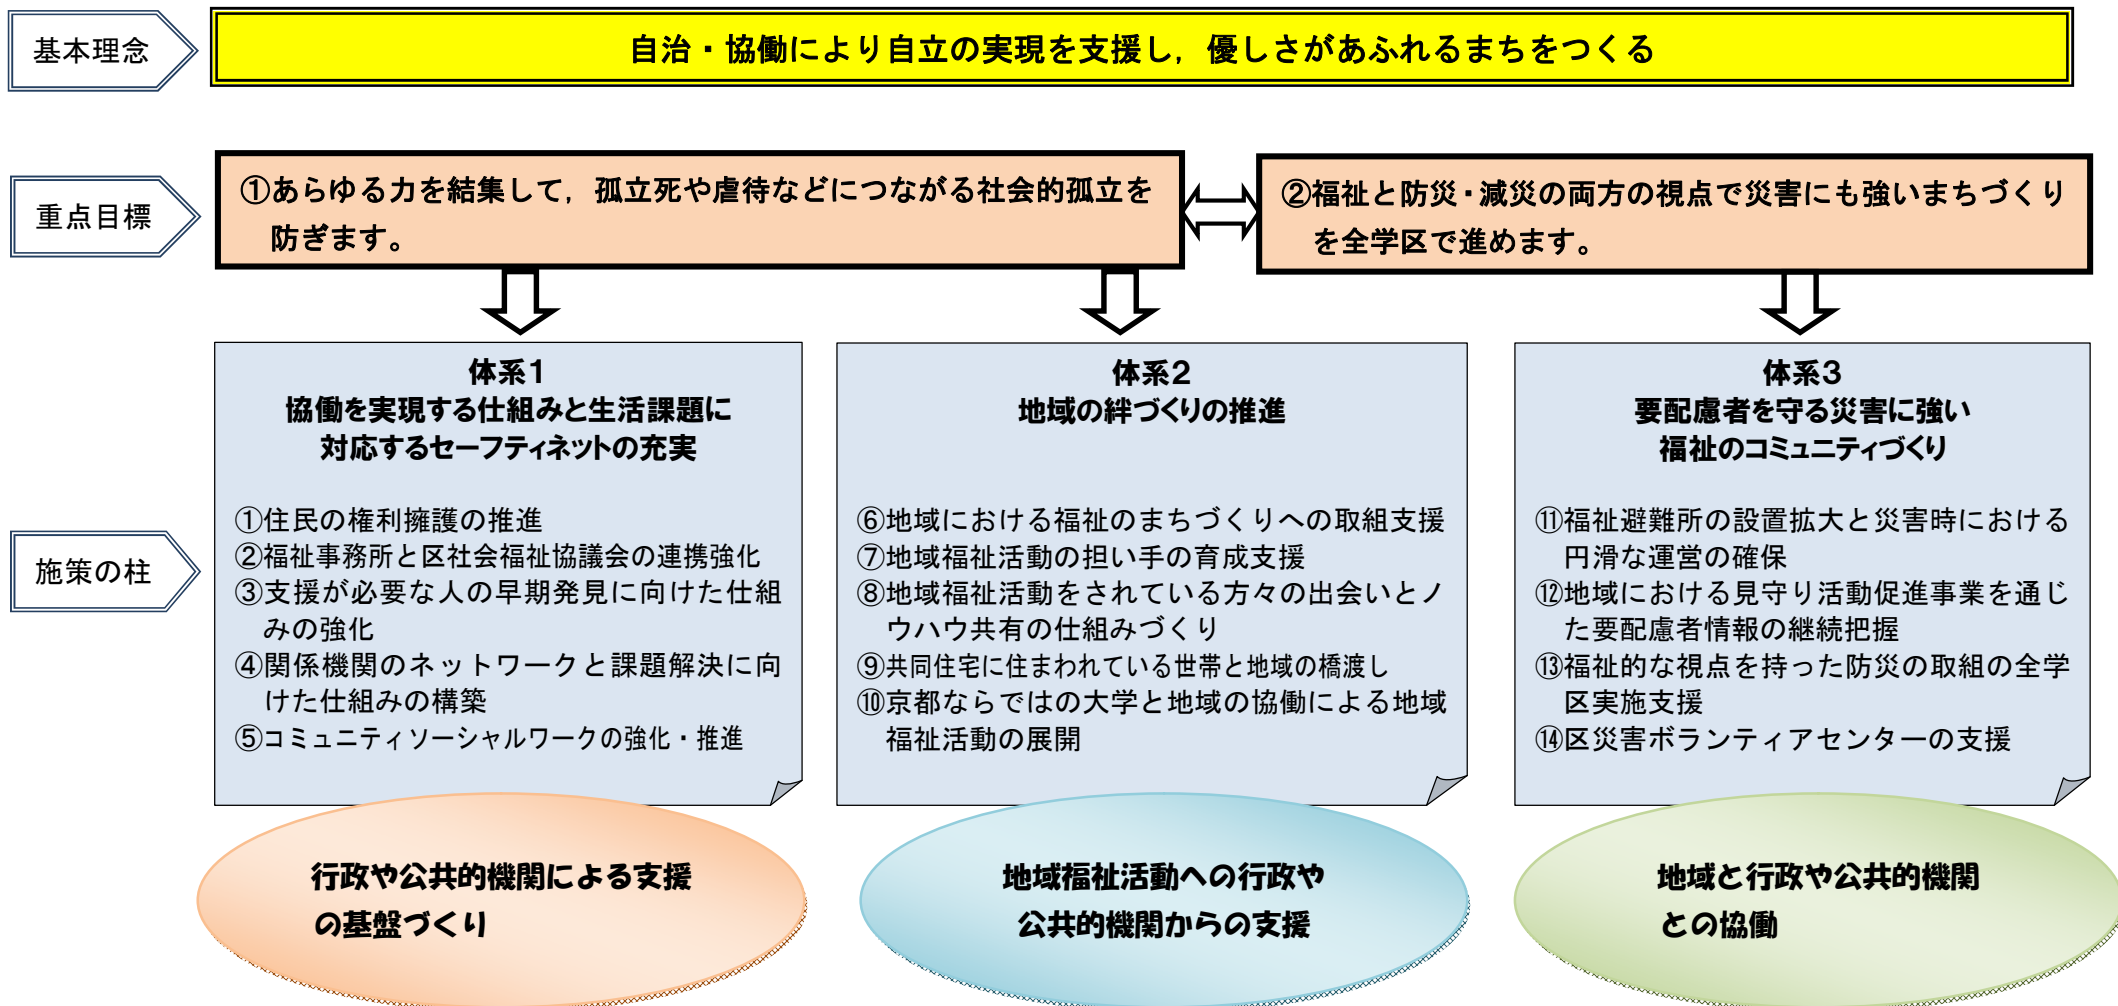 基本理念
自治・協働により自立の実現を支援し，優しさがあふれるまちをつくる
重点目標
①あらゆる力を結集して，孤立死や虐待などにつながる社会的孤立を
防ぎます。
②福祉と防災・減災の両方の視点で災害にも強いまちづくり
を全学区で進めます。
施策の柱
体系1
協働を実現する仕組みと生活課題に
対応するセーフティネットの充実
①住民の権利擁護の推進
②福祉事務所と区社会福祉協議会の連携強化
③支援が必要な人の早期発見に向けた仕組
みの強化
④関係機関のネットワークと課題解決に向
けた仕組みの構築
⑤コミュニティソーシャルワークの強化・推進
体系2
地域の絆づくりの推進
⑥地域における福祉のまちづくりへの取組支援
⑦地域福祉活動の担い手の育成支援
⑧地域福祉活動をされている方々の出会いとノ
ウハウ共有の仕組みづくり
⑨共同住宅に住まわれている世帯と地域の橋渡し
⑩京都ならではの大学と地域の協働による地域
福祉活動の展開
体系3
要配慮者を守る災害に強い
福祉のコミュニティづくり
⑪福祉避難所の設置拡大と災害時における
円滑な運営の確保
⑫地域における見守り活動促進事業を通じ
た要配慮者情報の継続把握
⑬福祉的な視点を持った防災の取組の全学
区実施支援
⑭区災害ボランティアセンターの支援
行政や公共的機関による支援
の基盤づくり
地域福祉活動への行政や
公共的機関からの支援
地域と行政や公共的機関
との協働